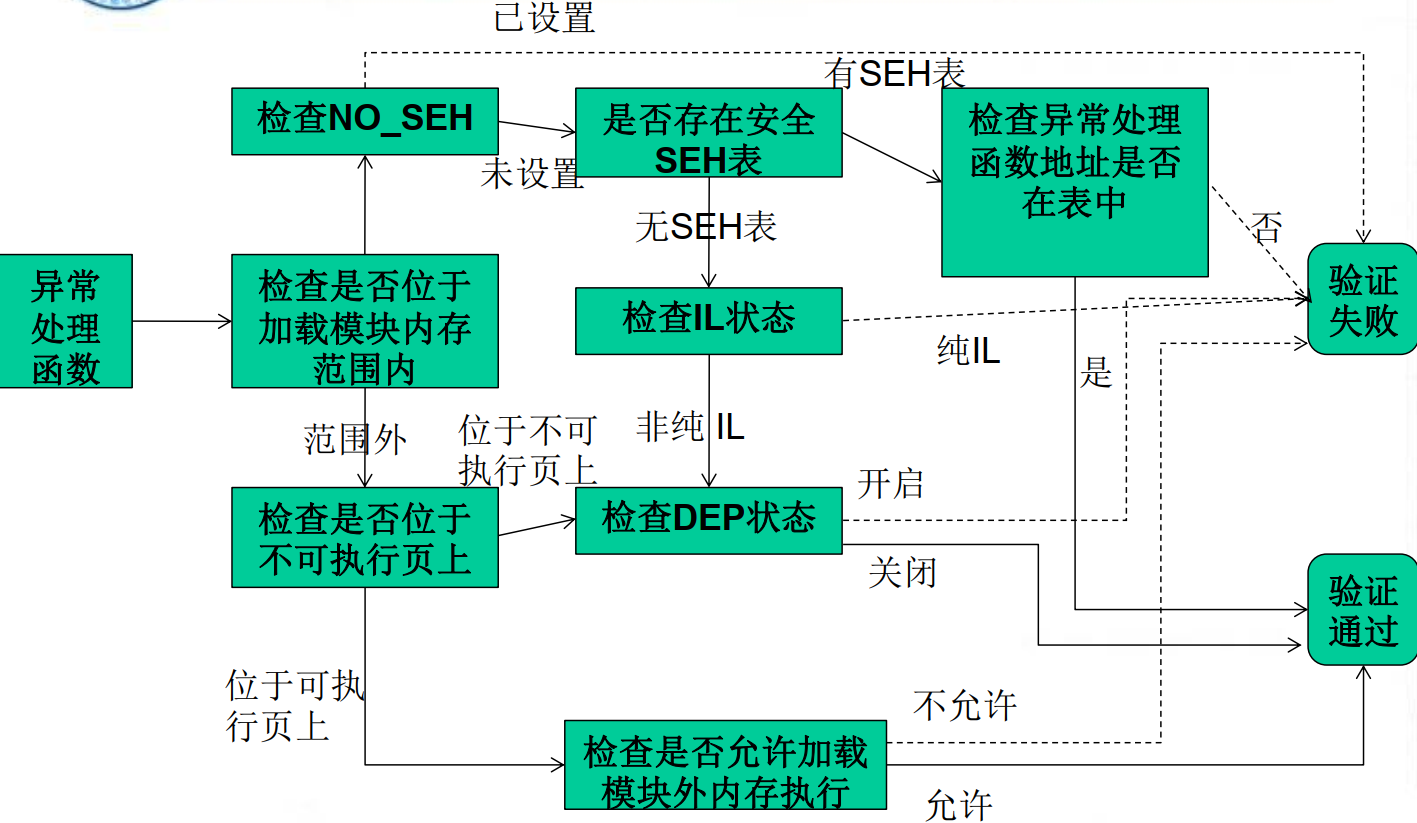 已设置
有SEH表
检查NO_SEH
未设置
是否存在安全
SEH表
检查异常处理
函数地址是否
在表中
否
无SEH表
异常
处理
函数
检查是否位于
加载模块内存
范围内
检查IL状态
纯IL
是
验证
失败
范围外
位于不可
执行页上
非纯 IL
检查是否位于
不可执行页上
检查DEP状态
开启
关闭
验证
通过
位于可执
行页上
检查是否允许加载
模块外内存执行
不允许
允许